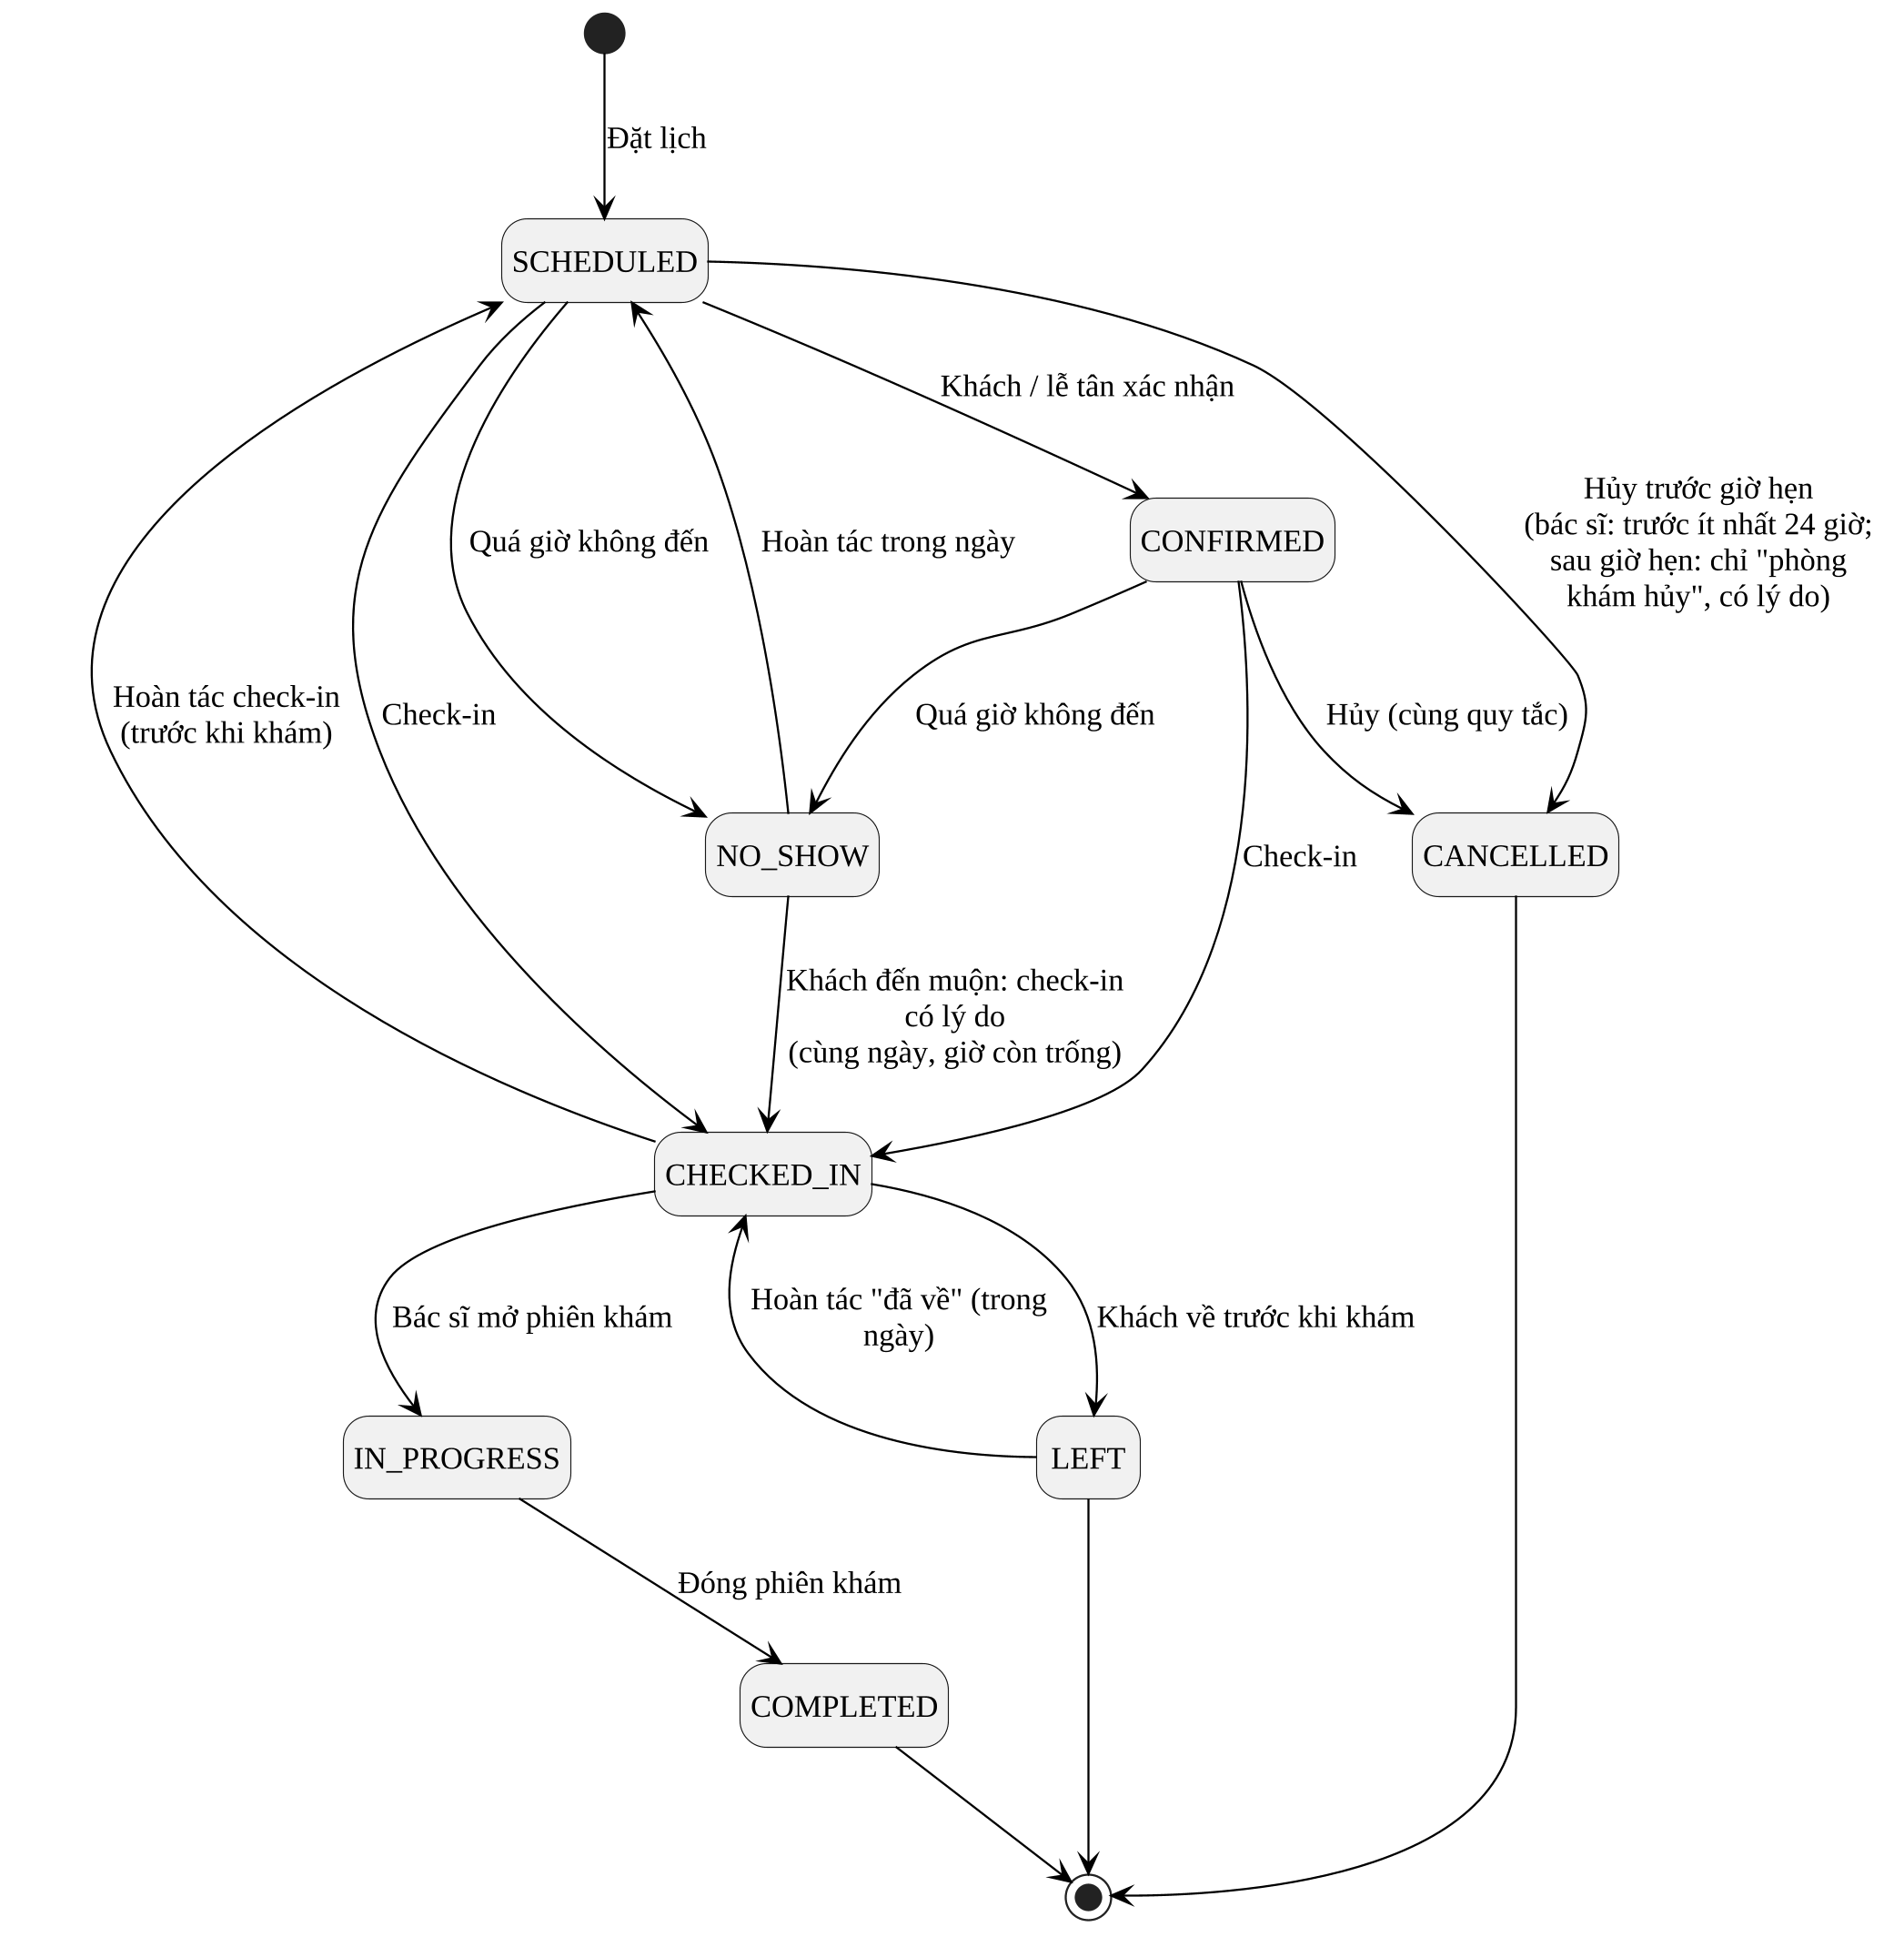 Đặt lịch
SCHEDULED
Khách / lễ tân xác nhận
Hủy trước giờ hẹn
(bác sĩ: trước ít nhất 24 giờ;
sau giờ hẹn: chỉ "phòng
khám hủy", có lý do)
Quá giờ không đến
Hoàn tác trong ngày
CONFIRMED
Hoàn tác check-in
(trước khi khám)
Check-in
Quá giờ không đến
Hủy (cùng quy tắc)
NO_SHOW
Check-in
CANCELLED
Khách đến muộn: check-in
có lý do
(cùng ngày, giờ còn trống)
CHECKED_IN
Bác sĩ mở phiên khám
Hoàn tác "đã về" (trong
ngày)
Khách về trước khi khám
IN_PROGRESS
LEFT
Đóng phiên khám
COMPLETED